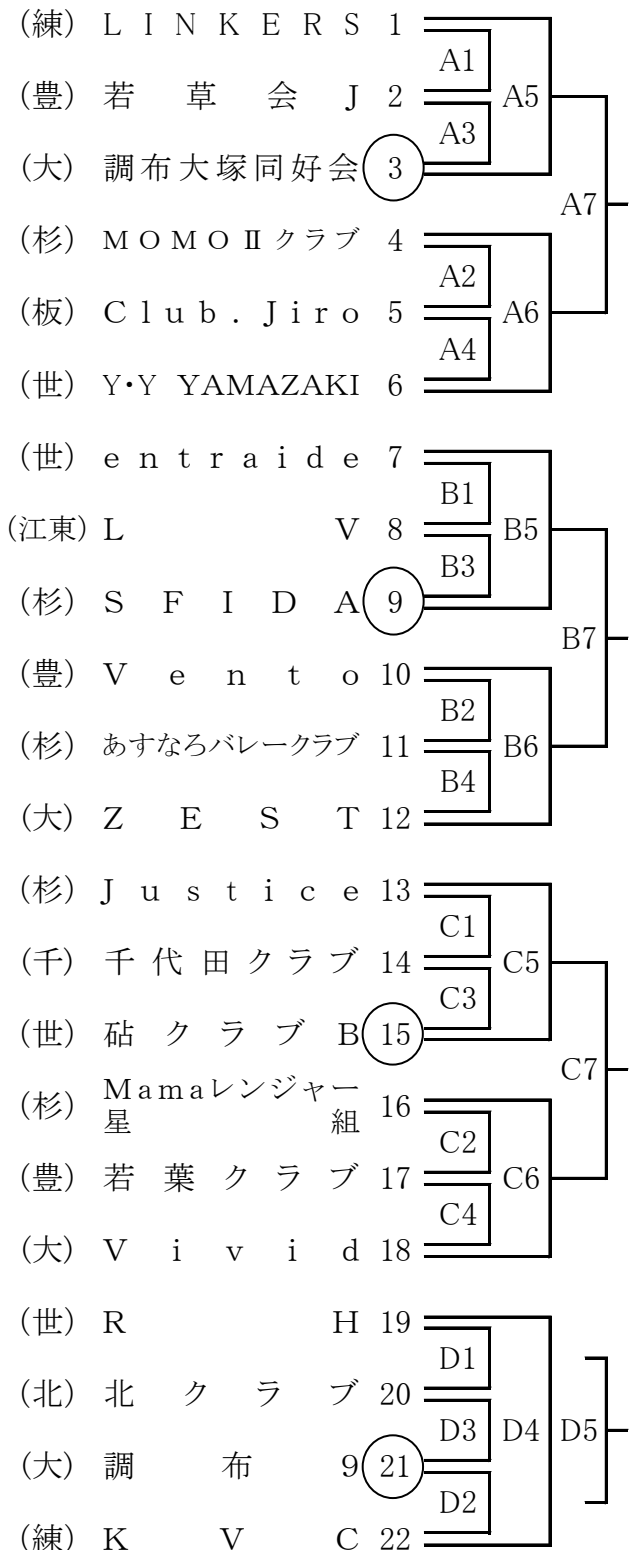 (練) LINKERS 1
A1
(豊) 若草会J 2 A5
A3
(大) 調布大塚同好会 3
A7
(杉) MOMOⅡクラブ 4
A2
(板) Club.Jiro 5 A6
A4
(世) Y・Y YAMAZAKI 6
(世) entraide 7
B1
(江東) LV 8 B5
B3
(杉) SFIDA 9
B7
(豊) Vento 10
B2
(杉) あすなろバレークラブ 11 B6
B4
(大) ZEST 12
(杉) Justice 13
C1
(千) 千代田クラブ 14 C5
C3
(世) 砧クラブB 15
C7
(杉) Mamaレンジャー
星組 16
C2
(豊) 若葉クラブ 17 C6
C4
(大) Vivid 18
(世) RH 19
D1
(北) 北クラブ 20
D3 D4 D5
(大) 調布9 21
D2
(練) KVC 22